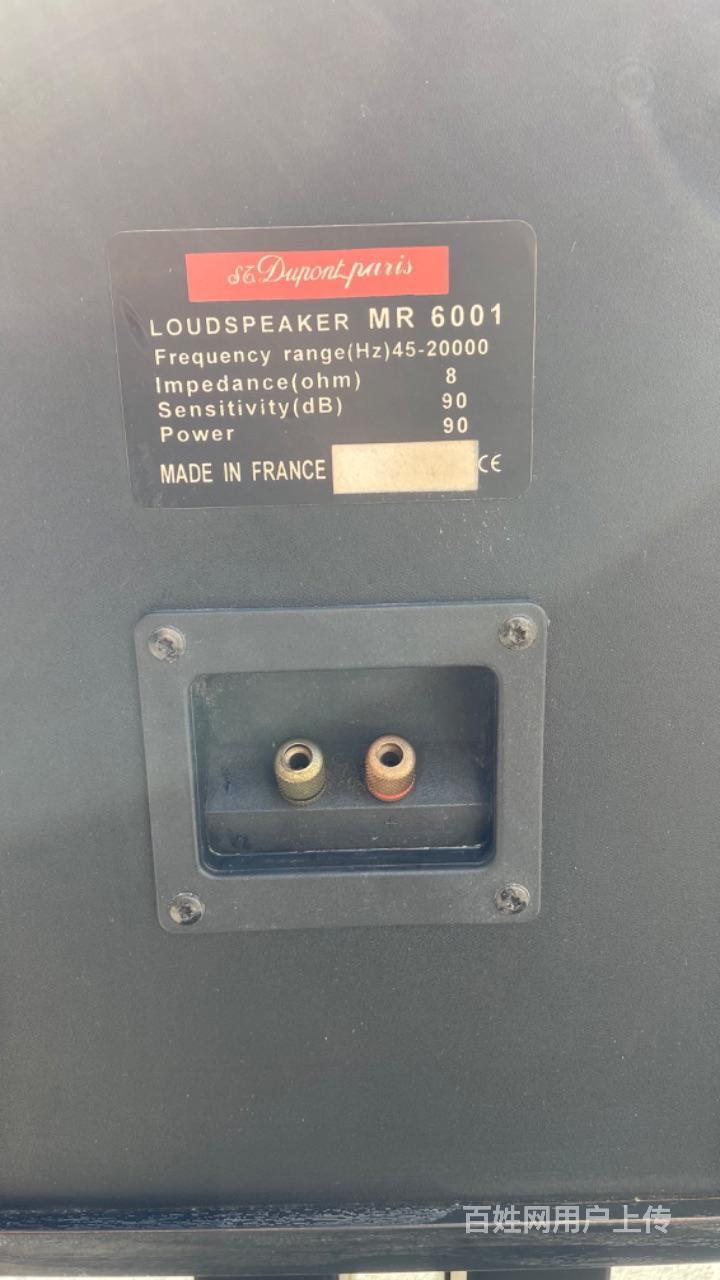 St Dupont paris
LOUDSPEAKER MR 6001
Frequency range(Hz)45-20000
Impedance(ohm) 8
Sensitivity(dB) 90
Power 90
MADE IN FRANCE CE
+
百姓网用户上传